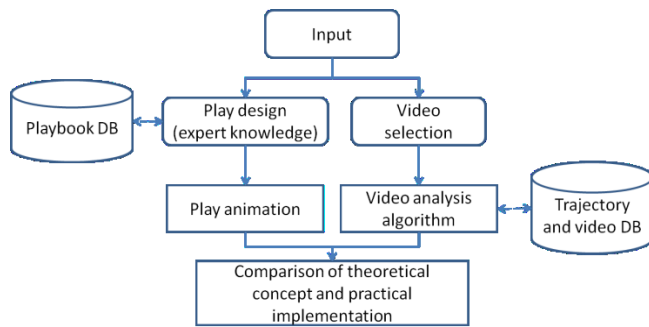 Input
Play design
(expert knowledge)
Video
selection
Playbook DB
Play animation
Video analysis
algorithm
Trajectory
and video DB
Comparison of theoretical
concept and practical
implementation